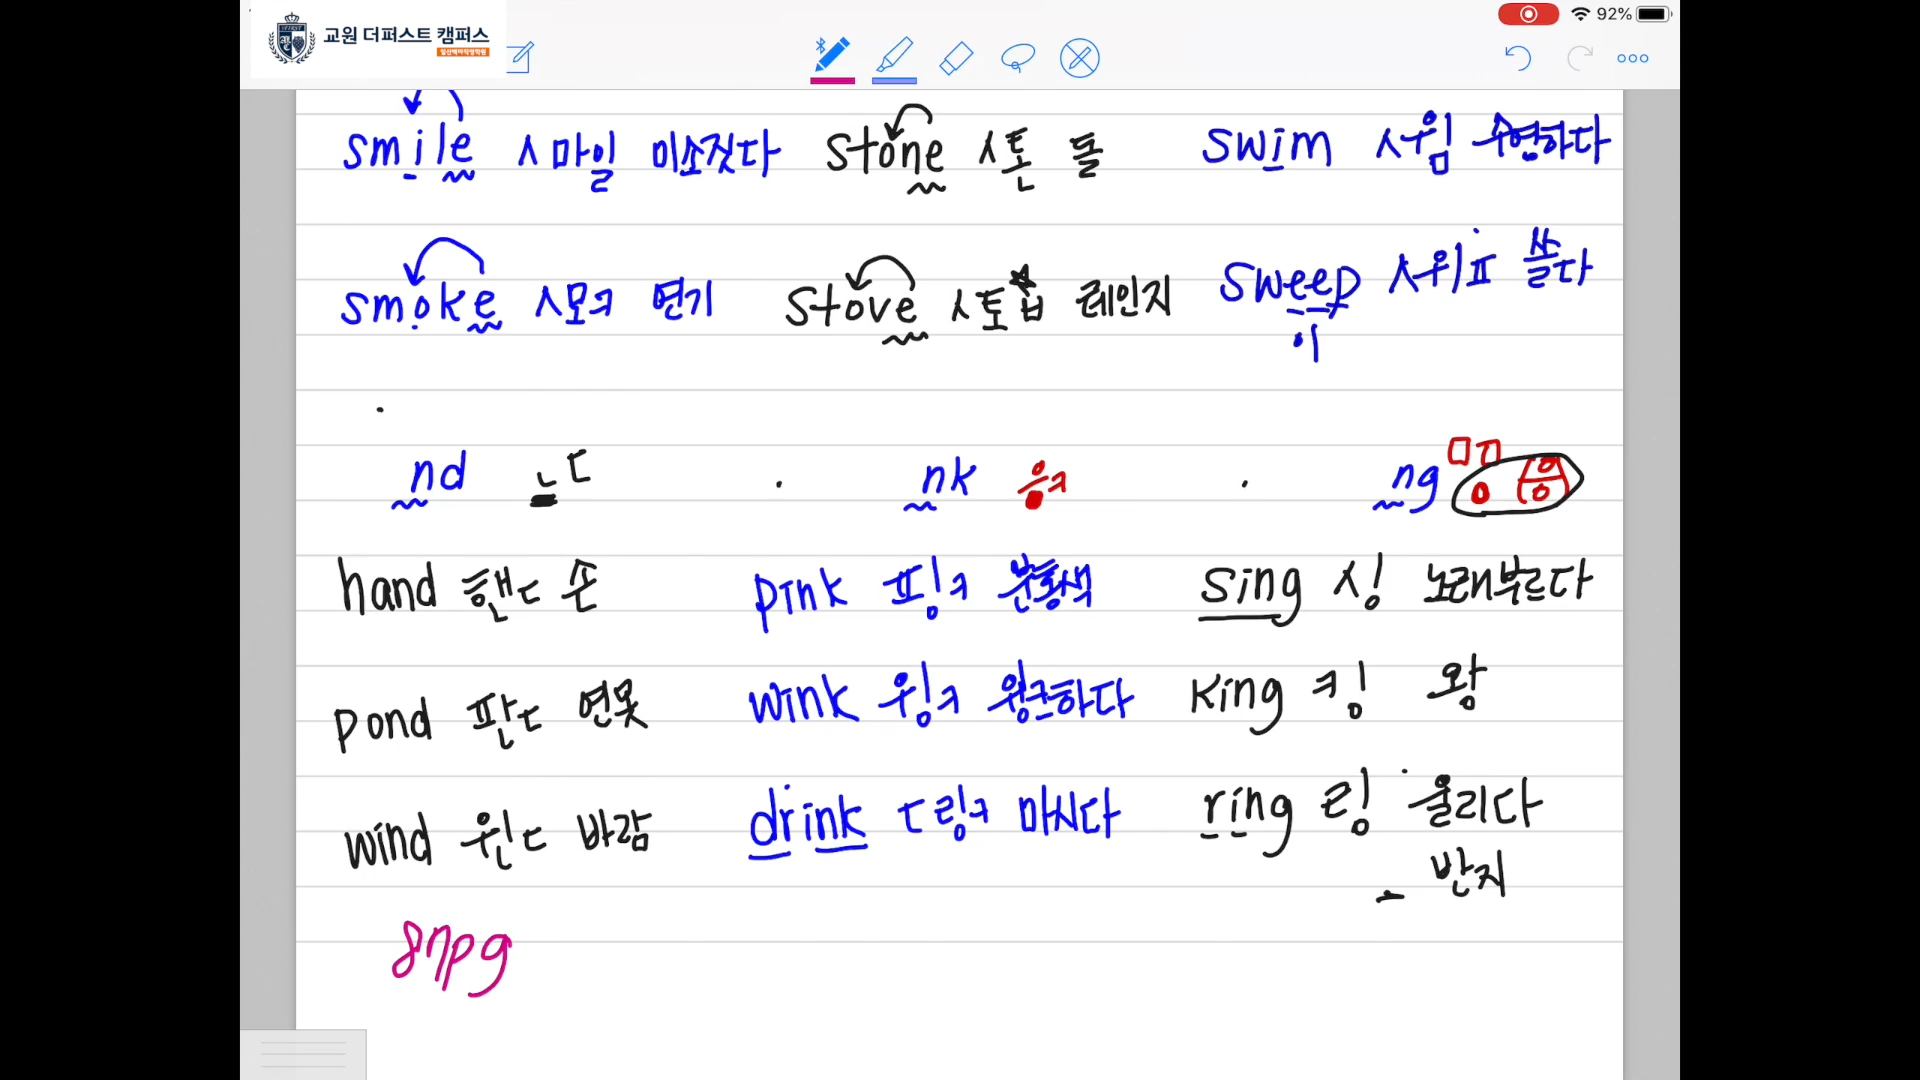 교원 더퍼스트 캠퍼스
92%
smile 스마일 미소짓다 stone 스톤 돌 swim 스윔 수영하다
smoke 스모크 연기 stove 스토브 레인지 sweep 스위프 쓸다
이
nd ㄴㄷ nk 응크 ng ㅇ (응)
hand 핸드 손 pink 핑크 분홍색 sing 싱 노래부르다
pond 판드 연못 wink 윙크 윙크하다 king 킹 왕
wind 윈드 바람 drink 드링크 마시다 ring 링 울리다
- 반지
87pg